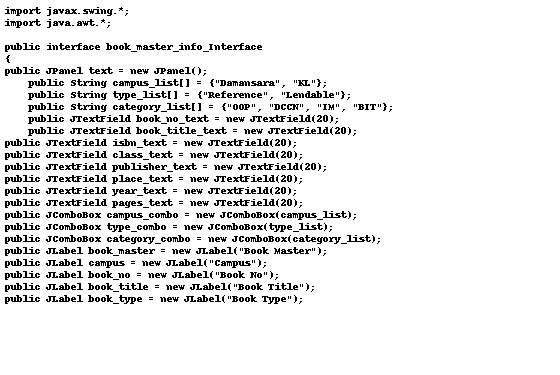 import javax.swing.*;
import java.awt.*;

public interface book_master_info_Interface
{
public JPanel text = new JPanel();
    public String campus_list[] = {"Damansara", "KL"};
    public String type_list[] = {"Reference", "Lendable"};
    public String category_list[] = {"OOP", "DCCN", "IM", "BIT"};
    public JTextField book_no_text = new JTextField(20);
    public JTextField book_title_text = new JTextField(20);
public JTextField isbn_text = new JTextField(20);
public JTextField class_text = new JTextField(20);
public JTextField publisher_text = new JTextField(20);
public JTextField place_text = new JTextField(20);
public JTextField year_text = new JTextField(20);
public JTextField pages_text = new JTextField(20);
public JComboBox campus_combo = new JComboBox(campus_list);
public JComboBox type_combo = new JComboBox(type_list);
public JComboBox category_combo = new JComboBox(category_list);
public JLabel book_master = new JLabel("Book Master");
public JLabel campus = new JLabel("Campus");
public JLabel book_no = new JLabel("Book No");
public JLabel book_title = new JLabel("Book Title");
public JLabel book_type = new JLabel("Book Type");